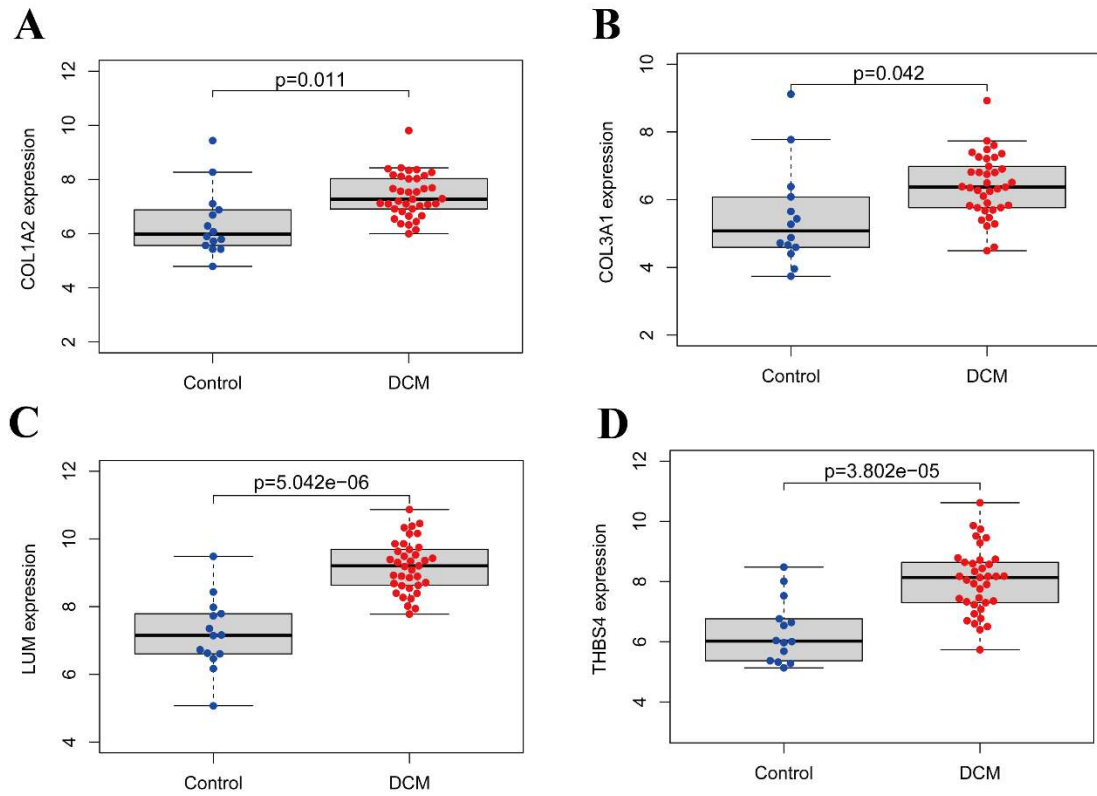 A
COL1A2 expression
12
10
8
6
4
2
p=0.011
Control
DCM
B
COL3A1 expression
10
8
6
4
2
p=0.042
Control
DCM
C
LUM expression
12
10
8
6
4
p=5.042e−06
Control
DCM
D
THBS4 expression
12
10
8
6
4
p=3.802e−05
Control
DCM